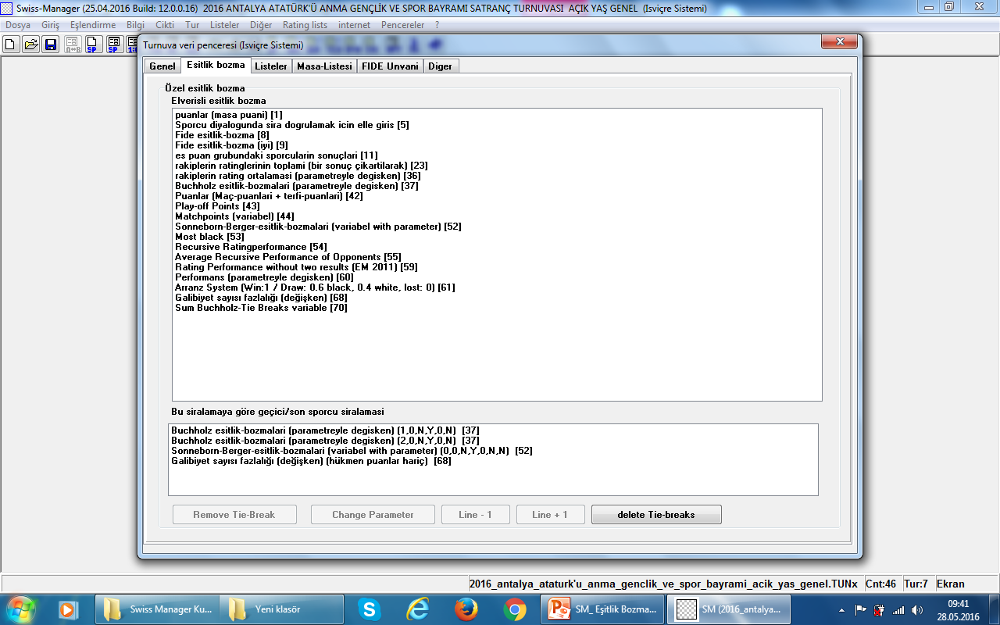 Swiss-Manager (25.04.2016 Build: 12.0.0.16)  2016 ANTALYA ATATÜRK'Ü ANMA GENÇLİK VE SPOR BAYRAMI SATRANÇ TURNUVASI  AÇIK YAŞ GENEL  (Isviçre Sistemi)
Dosya Giriş Eşlendirme Bilgi Cikti Tur Listeler Diğer Rating lists internet Pencereler ?
SP SP
Turnuva veri penceresi (Isviçre Sistemi)
Genel Esitlik bozma Listeler Masa-Listesi FIDE Unvani Diger
Özel esitlik bozma
Elverisli esitlik bozma
puanlar (masa puani) [1]
Sporcu diyalogunda sira dogrulamak icin elle giris [5]
Fide esitlik-bozma [8]
Fide esitlik-bozma (iyi) [9]
es puan grubundaki sporcularin sonuçlari [11]
rakiplerin ratinglerinin toplami (bir sonuç çikartilarak) [23]
rakiplerin rating ortalamasi (parametreyle degisken) [36]
Buchholz esitlik-bozmalari (parametreyle degisken) [37]
Puanlar (Maç-puanlari + terfi-puanlari) [42]
Play-off Points [43]
Matchpoints (variabel) [44]
Sonneborn-Berger-esitlik-bozmalari (variabel with parameter) [52]
Most black [53]
Recursive Ratingperformance [54]
Average Recursive Performance of Opponents [55]
Rating Performance without two results (EM 2011) [59]
Performans (parametreyle degisken) [60]
Arranz System (Win:1 / Draw: 0.6 black, 0.4 white, lost: 0) [61]
Galibiyet sayısı fazlalığı (değişken) [68]
Sum Buchholz-Tie Breaks variable [70]
Bu siralamaya göre geçici/son sporcu siralamasi
Buchholz esitlik-bozmalari (parametreyle degisken) (1,0,N,Y,0,N)  [37]
Buchholz esitlik-bozmalari (parametreyle degisken) (2,0,N,Y,0,N)  [37]
Sonneborn-Berger-esitlik-bozmalari (variabel with parameter) (0,0,N,Y,0,N,N)  [52]
Galibiyet sayısı fazlalığı (değişken) (hükmen puanlar hariç)  [68]
Remove Tie-Break Change Parameter Line - 1 Line + 1 delete Tie-breaks
2016_antalya_ataturk'u_anma_genclik_ve_spor_bayrami_acik_yas_genel.TUNx Cnt:46 Tur:7 Ekran
Swiss Manager Ku... Yeni klasör SM_ Eşitlik Bozma... SM (2016_antalya... 09:41
28.05.2016